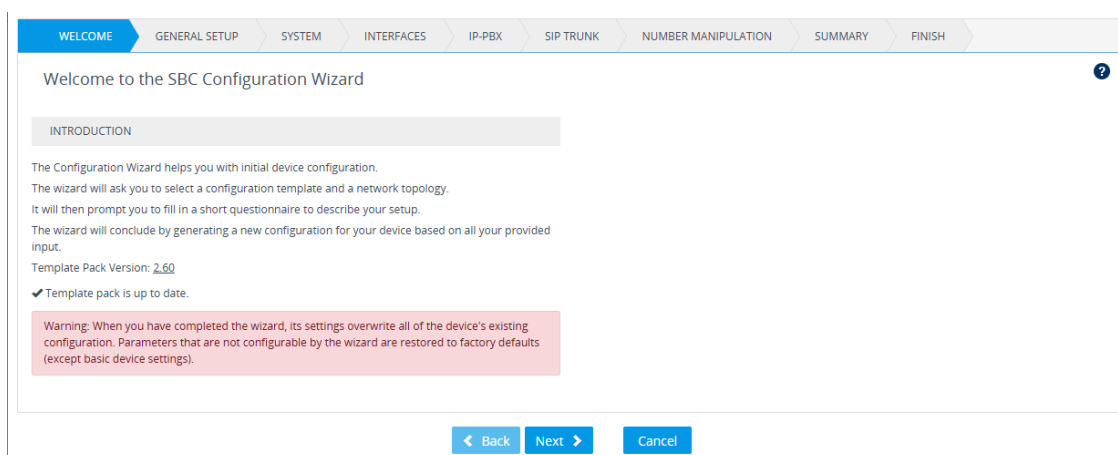 WELCOME
GENERAL SETUP
SYSTEM
INTERFACES
IP-PBX
SIP TRUNK
NUMBER MANIPULATION
SUMMARY
FINISH
Welcome to the SBC Configuration Wizard
?
INTRODUCTION
The Configuration Wizard helps you with initial device configuration.
The wizard will ask you to select a configuration template and a network topology.
It will then prompt you to fill in a short questionnaire to describe your setup.
The wizard will conclude by generating a new configuration for your device based on all your provided
input.
Template Pack Version: 2.60
Template pack is up to date.
Warning: When you have completed the wizard, its settings overwrite all of the device's existing
configuration. Parameters that are not configurable by the wizard are restored to factory defaults
(except basic device settings).
Back
Next
Cancel